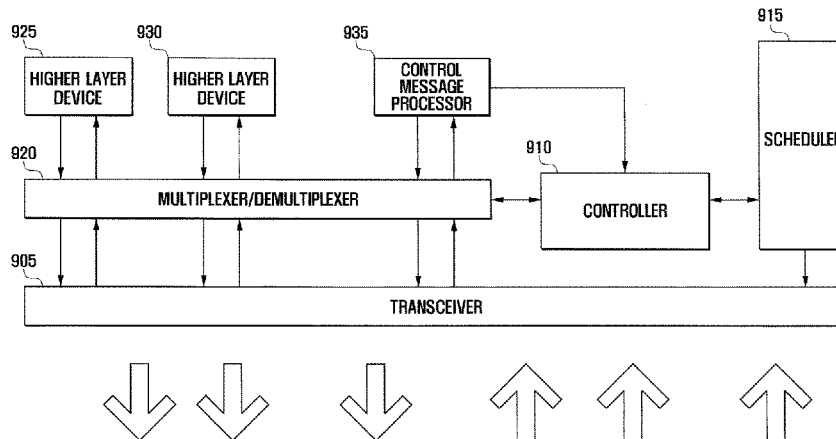 925
930
935
915
HIGHER LAYER
DEVICE
HIGHER LAYER
DEVICE
CONTROL
MESSAGE
PROCESSOR
SCHEDULER
920
910
MULTIPLEXER/DEMULTIPLEXER
CONTROLLER
905
TRANSCEIVER